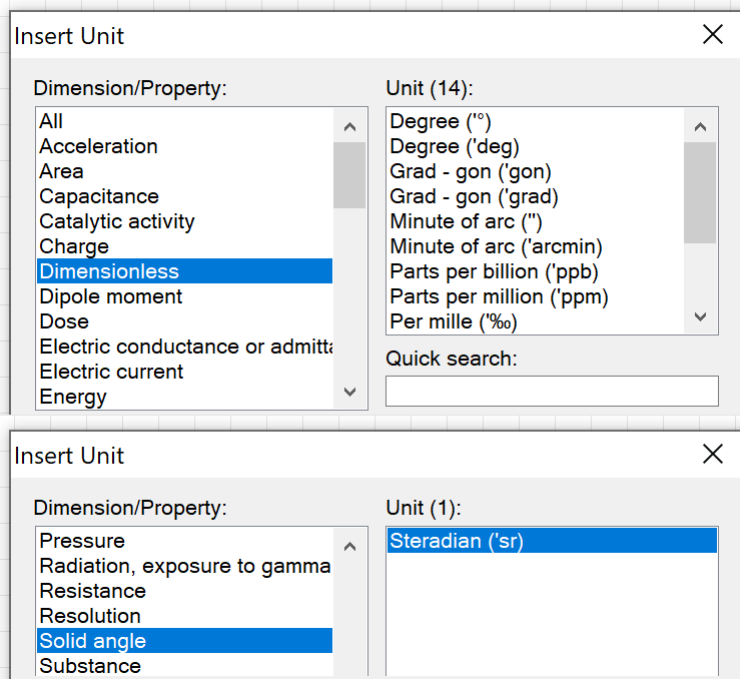 Insert Unit
Dimension/Property:
All
Acceleration
Area
Capacitance
Catalytic activity
Charge
Dimensionless
Dipole moment
Dose
Electric conductance or admitta
Electric current
Energy
Unit (14):
Degree ('°)
Degree ('deg)
Grad - gon ('gon)
Grad - gon ('grad)
Minute of arc ('')
Minute of arc ('arcmin)
Parts per billion ('ppb)
Parts per million ('ppm)
Per mille ('‰)
Quick search:
Insert Unit
Dimension/Property:
Pressure
Radiation, exposure to gamma
Resistance
Resolution
Solid angle
Substance
Unit (1):
Steradian ('sr)